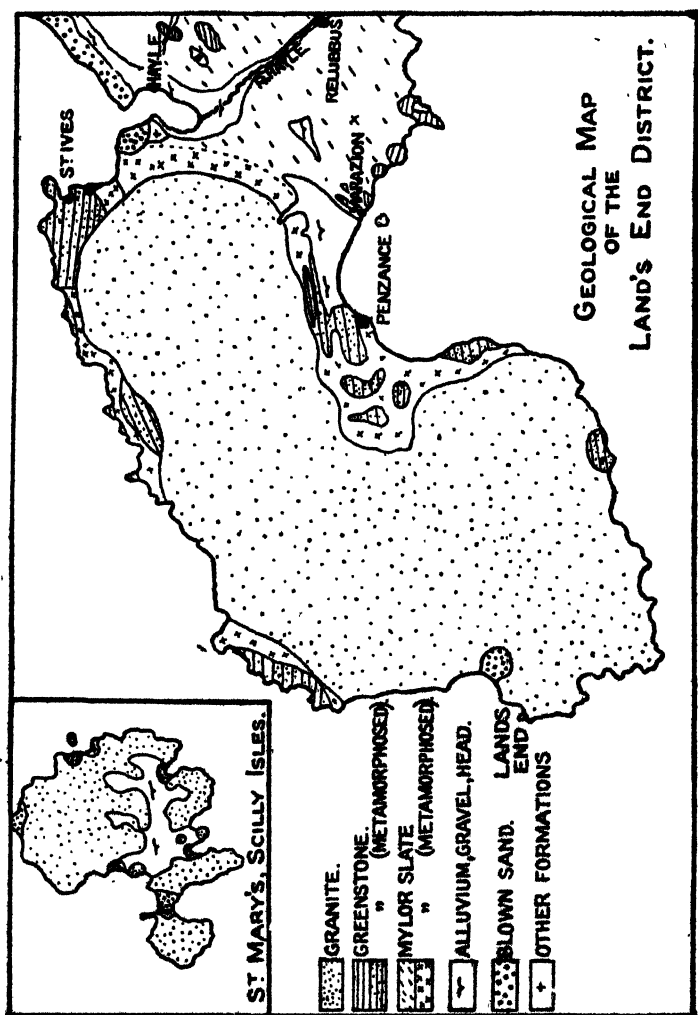 GEOLOGICAL MAP
OF THE
LAND'S END DISTRICT.
ST IVES
HAYLE
RELUBBUS
MARAZION
PENZANCE
LANDS
END
ST MARY'S, SCILLY ISLES.
GRANITE.
GREENSTONE.
" (METAMORPHOSED)
MYLOR SLATE
" (METAMORPHOSED)
ALLUVIUM, GRAVEL, HEAD.
BLOWN SAND.
OTHER FORMATIONS